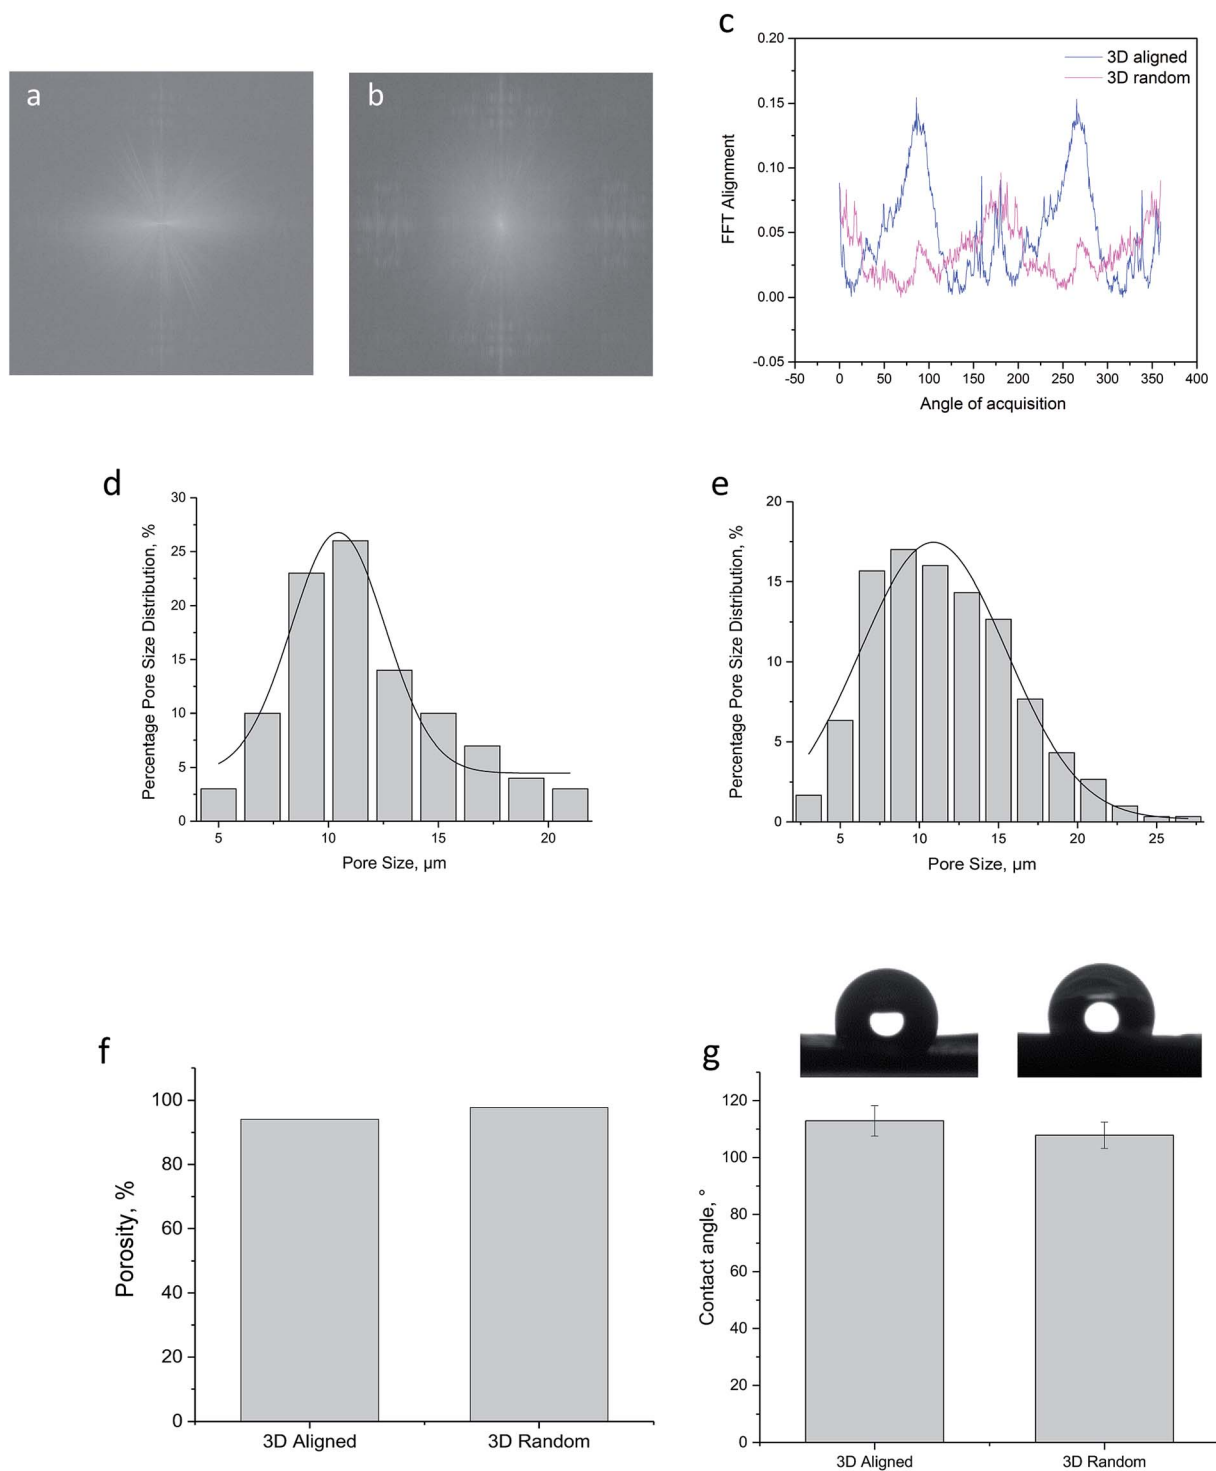 a
b
c
0.20
0.15
0.10
0.05
0.00
-0.05
FFT Alignment
3D aligned
3D random
-50 0 50 100 150 200 250 300 350 400
Angle of acquisition
d
30
25
20
15
10
5
0
Percentage Pore Size Distribution, %
5 10 15 20
Pore Size, µm
e
20
15
10
5
0
Percentage Pore Size Distribution, %
5 10 15 20 25
Pore Size, µm
f
100
80
60
40
20
0
Porosity, %
3D Aligned 3D Random
g
120
100
80
60
40
20
0
Contact angle, °
3D Aligned 3D Random